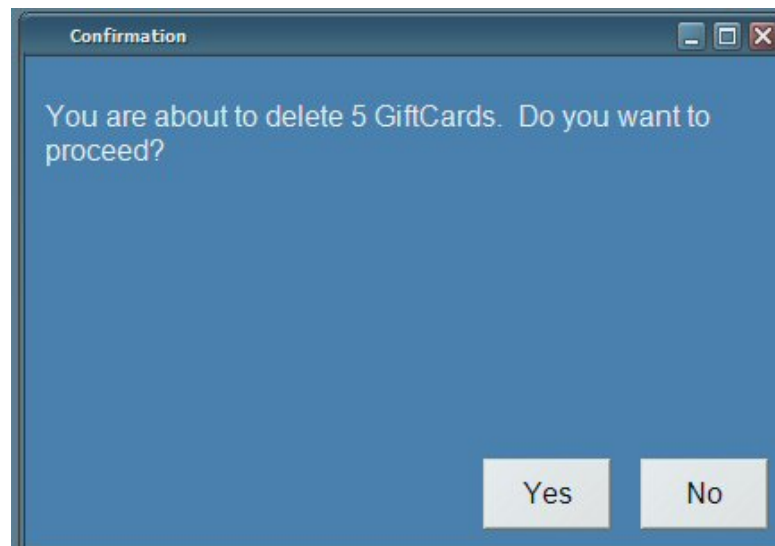 Confirmation
You are about to delete 5 GiftCards.  Do you want to
proceed?
Yes
No